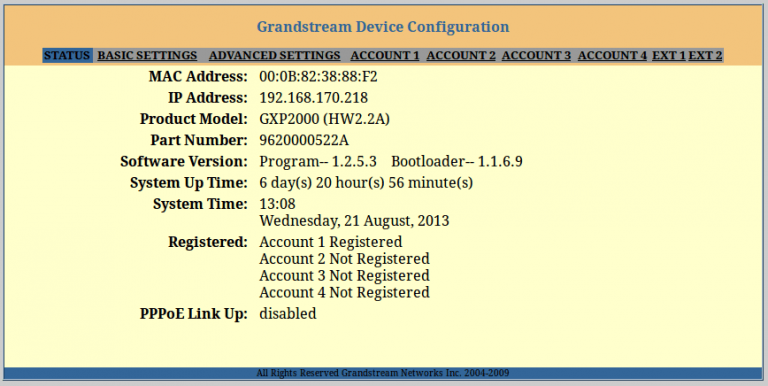 Grandstream Device Configuration
STATUS BASIC SETTINGS ADVANCED SETTINGS ACCOUNT 1 ACCOUNT 2 ACCOUNT 3 ACCOUNT 4 EXT 1 EXT 2
MAC Address: 00:0B:82:38:88:F2
IP Address: 192.168.170.218
Product Model: GXP2000 (HW2.2A)
Part Number: 9620000522A
Software Version: Program-- 1.2.5.3 Bootloader-- 1.1.6.9
System Up Time: 6 day(s) 20 hour(s) 56 minute(s)
System Time: 13:08
Wednesday, 21 August, 2013
Registered: Account 1 Registered
Account 2 Not Registered
Account 3 Not Registered
Account 4 Not Registered
PPPoE Link Up: disabled
All Rights Reserved Grandstream Networks Inc. 2004-2009